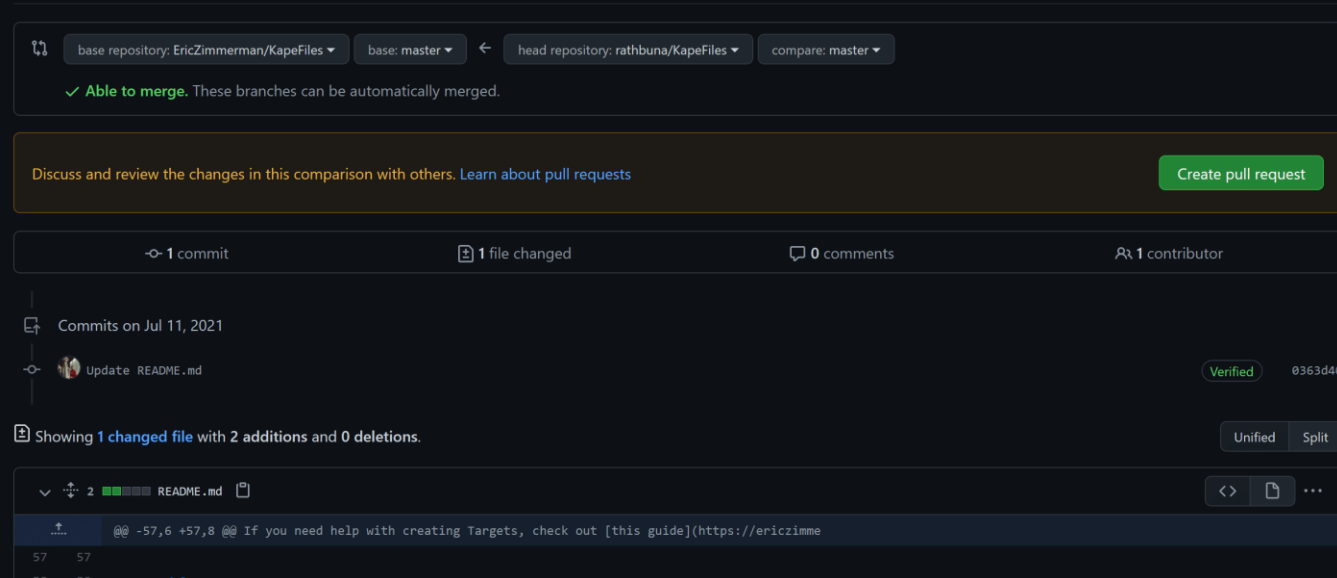 base repository: EricZimmerman/KapeFiles base: master head repository: rathbuna/KapeFiles compare: master
Able to merge. These branches can be automatically merged.
Discuss and review the changes in this comparison with others. Learn about pull requests Create pull request
1 commit 1 file changed 0 comments 1 contributor
Commits on Jul 11, 2021
Update README.md Verified 0363d4
Showing 1 changed file with 2 additions and 0 deletions. Unified Split
2 README.md
@@ -57,6 +57,8 @@ If you need help with creating Targets, check out [this guide](https://ericzimme
57 57